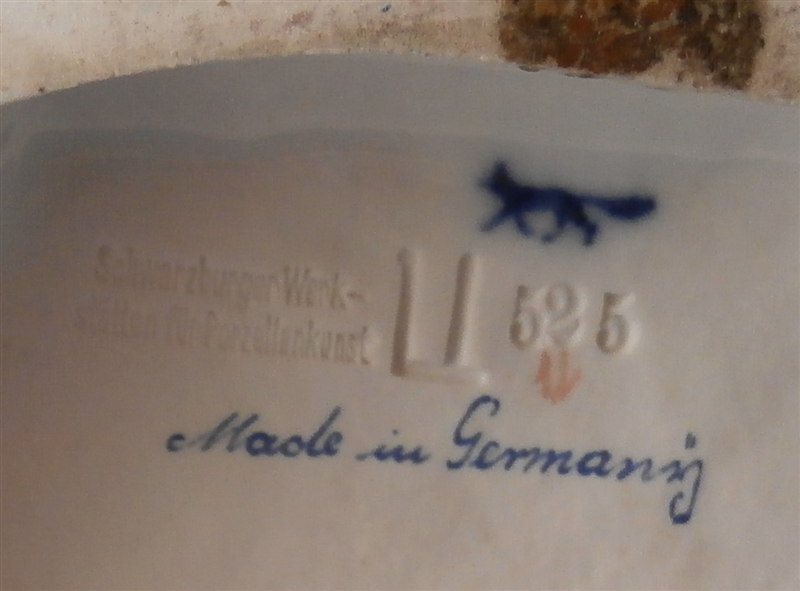 Schwarzburger Werk-
stätten für Porzellankunst
U 525
Made in Germany